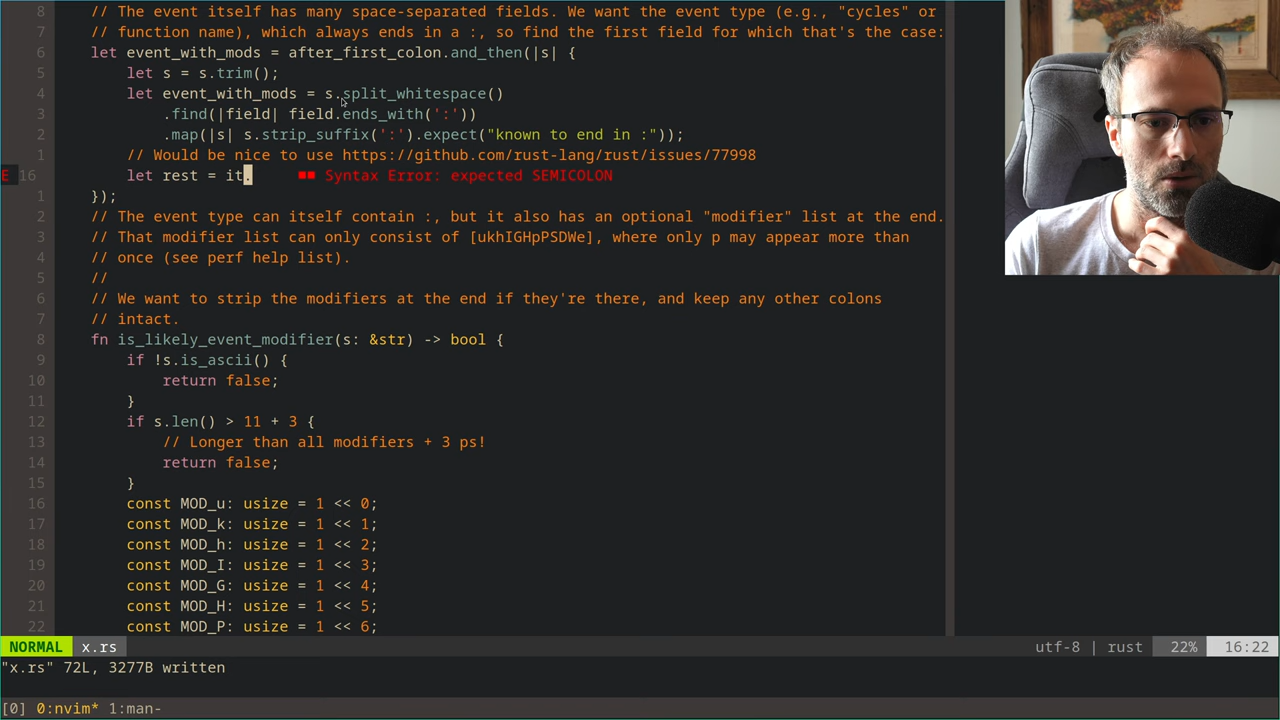 8 // The event itself has many space-separated fields. We want the event type (e.g., "cycles" or
7 // function name), which always ends in a :, so find the first field for which that's the case:
6 let event_with_mods = after_first_colon.and_then(|s| {
5 let s = s.trim();
4 let event_with_mods = s.split_whitespace()
3 .find(|field| field.ends_with(':'))
2 .map(|s| s.strip_suffix(':').expect("known to end in :"));
1 // Would be nice to use https://github.com/rust-lang/rust/issues/77998
E 16 let rest = it. ■■ Syntax Error: expected SEMICOLON
1 });
2 // The event type can itself contain :, but it also has an optional "modifier" list at the end.
3 // That modifier list can only consist of [ukhIGHpPSDWe], where only p may appear more than
4 // once (see perf help list).
5 //
6 // We want to strip the modifiers at the end if they're there, and keep any other colons
7 // intact.
8 fn is_likely_event_modifier(s: &str) -> bool {
9 if !s.is_ascii() {
10 return false;
11 }
12 if s.len() > 11 + 3 {
13 // Longer than all modifiers + 3 ps!
14 return false;
15 }
16 const MOD_u: usize = 1 << 0;
17 const MOD_k: usize = 1 << 1;
18 const MOD_h: usize = 1 << 2;
19 const MOD_I: usize = 1 << 3;
20 const MOD_G: usize = 1 << 4;
21 const MOD_H: usize = 1 << 5;
22 const MOD_P: usize = 1 << 6;
NORMAL x.rs utf-8 | rust 22% 16:22
"x.rs" 72L, 3277B written
[0] 0:nvim* 1:man-